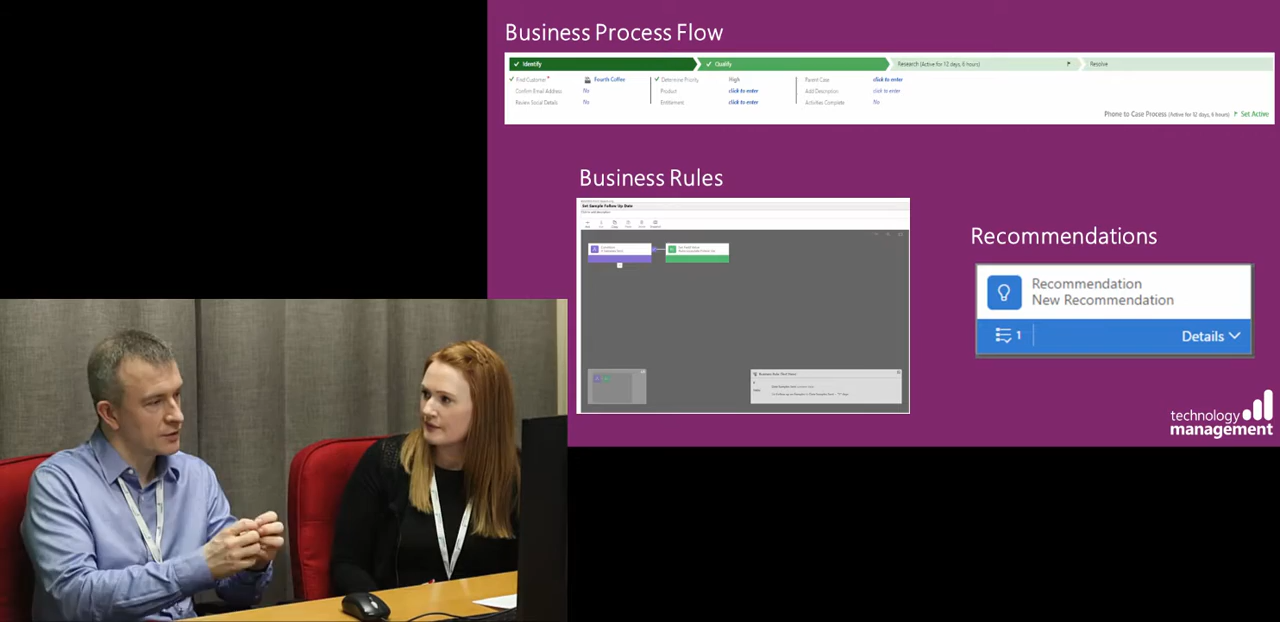 Business Process Flow
Identify
Qualify
Research (Active for 12 days, 6 hours)
Resolve
Find Customer *
Fourth Coffee
Determine Priority
High
Parent Case
click to enter
Confirm Email Address
No
Product
click to enter
Add Description
click to enter
Review Social Details
No
Entitlement
click to enter
Activities Complete
No
Phone to Case Process (Active for 12 days, 6 hours)
Set Active
Business Rules
Set Sample Follow Up Date
Recommendations
Recommendation
New Recommendation
1
Details
technology
management